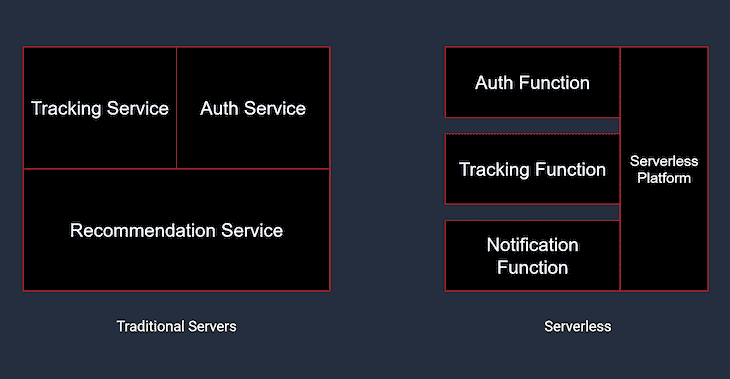 Tracking Service
Auth Service
Recommendation Service
Traditional Servers
Auth Function
Tracking Function
Notification
Function
Serverless
Platform
Serverless